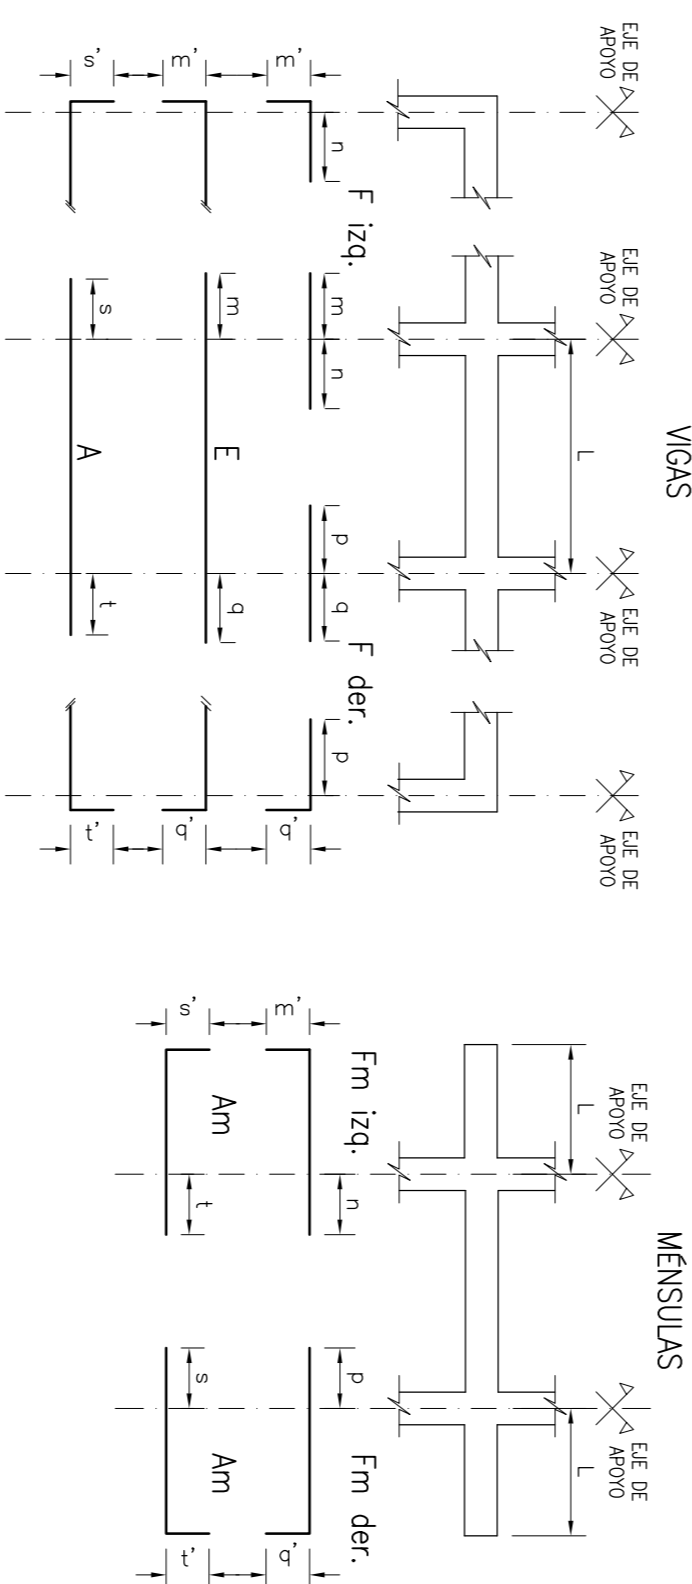 VIGAS
EJE DE
APOYO
EJE DE
APOYO
EJE DE
APOYO
EJE DE
APOYO
L
F izq.
F der.
n
m
n
p
q
p
m'
q'
m
q
E
m'
q'
s
t
A
s'
t'
MÉNSULAS
EJE DE
APOYO
EJE DE
APOYO
L
L
Fm izq.
Fm der.
m'
n
p
q'
Am
Am
s'
t
s
t'